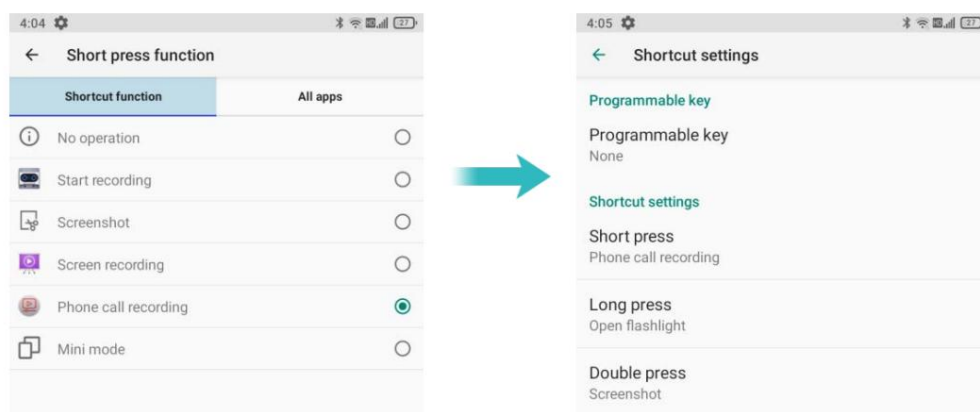 4:04
27
Short press function
Shortcut function
All apps
No operation
Start recording
Screenshot
Screen recording
Phone call recording
Mini mode
4:05
27
Shortcut settings
Programmable key
Programmable key
None
Shortcut settings
Short press
Phone call recording
Long press
Open flashlight
Double press
Screenshot